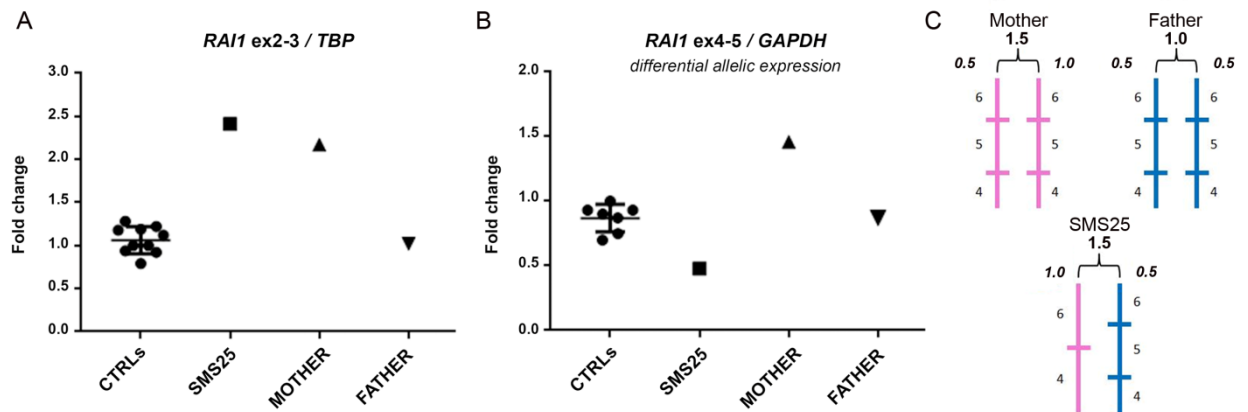 A
RAI1 ex2-3 / TBP
Fold change
3.0
2.5
2.0
1.5
1.0
0.5
0.0
CTRLs
SMS25
MOTHER
FATHER
B
RAI1 ex4-5 / GAPDH
differential allelic expression
Fold change
2.0
1.5
1.0
0.5
0.0
CTRLs
SMS25
MOTHER
FATHER
C
Mother
1.5
0.5 1.0
6 6
5 5
4 4
Father
1.0
0.5 0.5
6 6
5 5
4 4
SMS25
1.5
1.0 0.5
6 6
5
4 4